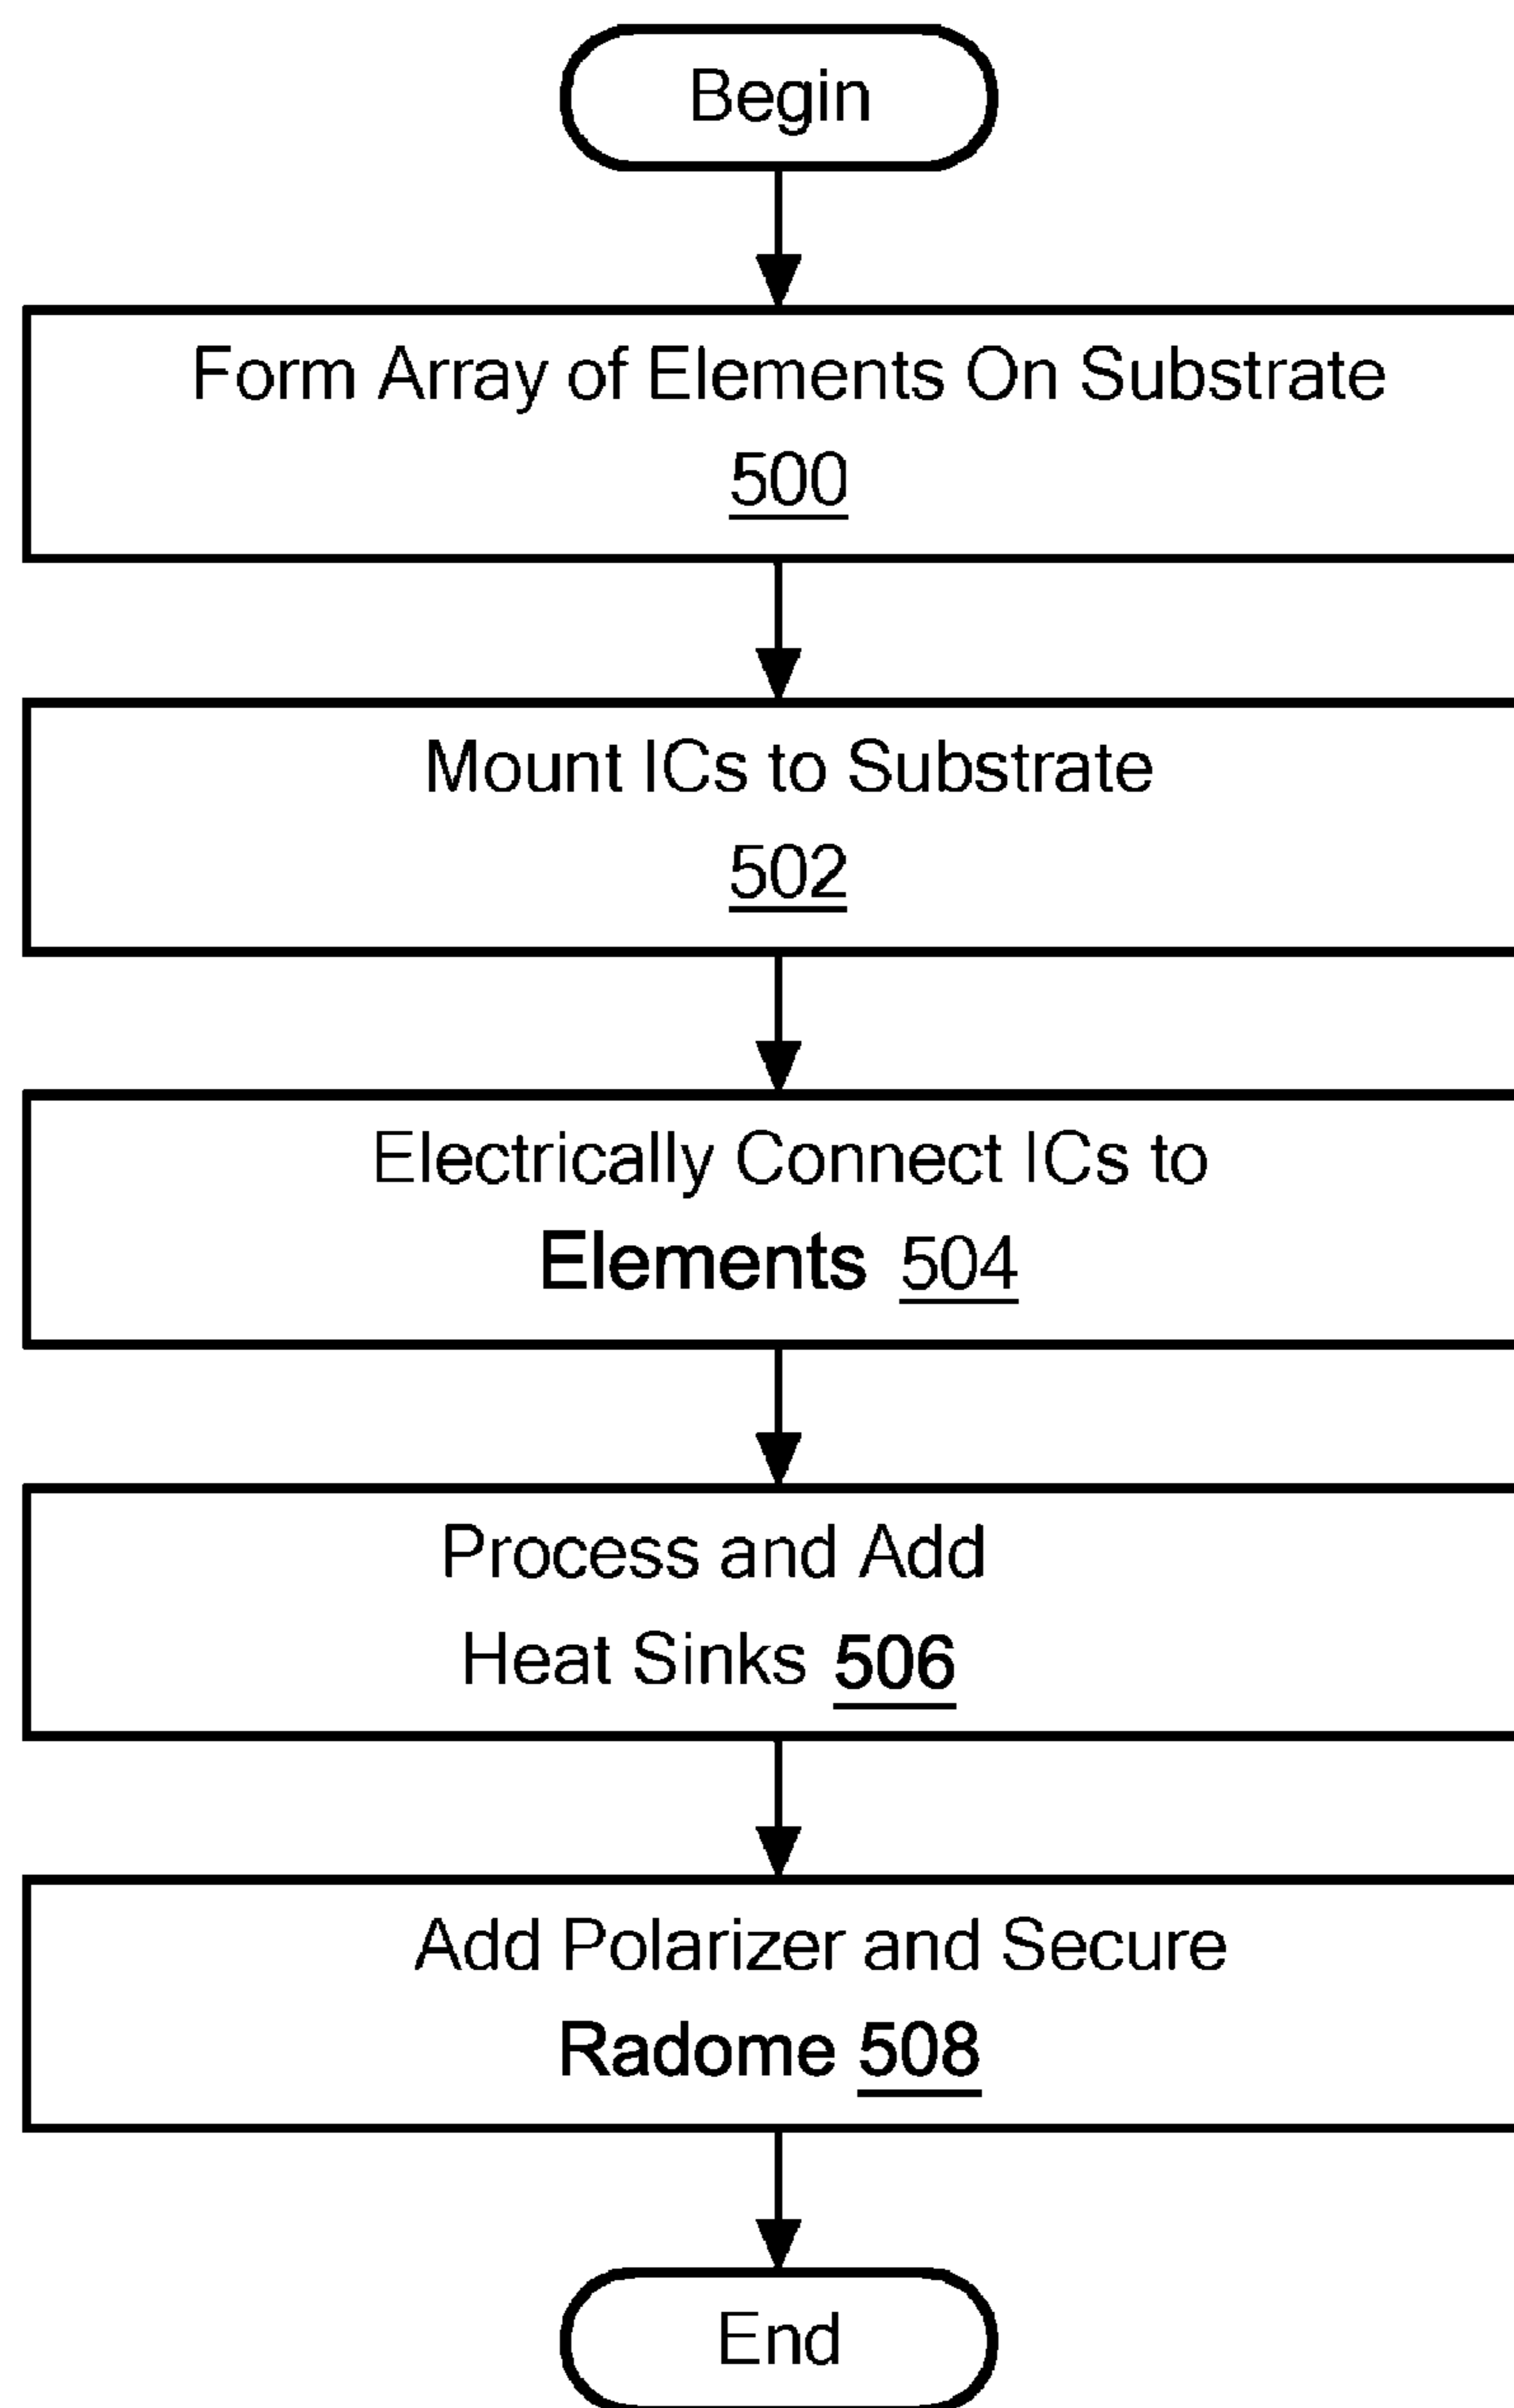 Begin
Form Array of Elements On Substrate
500
Mount ICs to Substrate
502
Electrically Connect ICs to
Elements 504
Process and Add
Heat Sinks 506
Add Polarizer and Secure
Radome 508
End